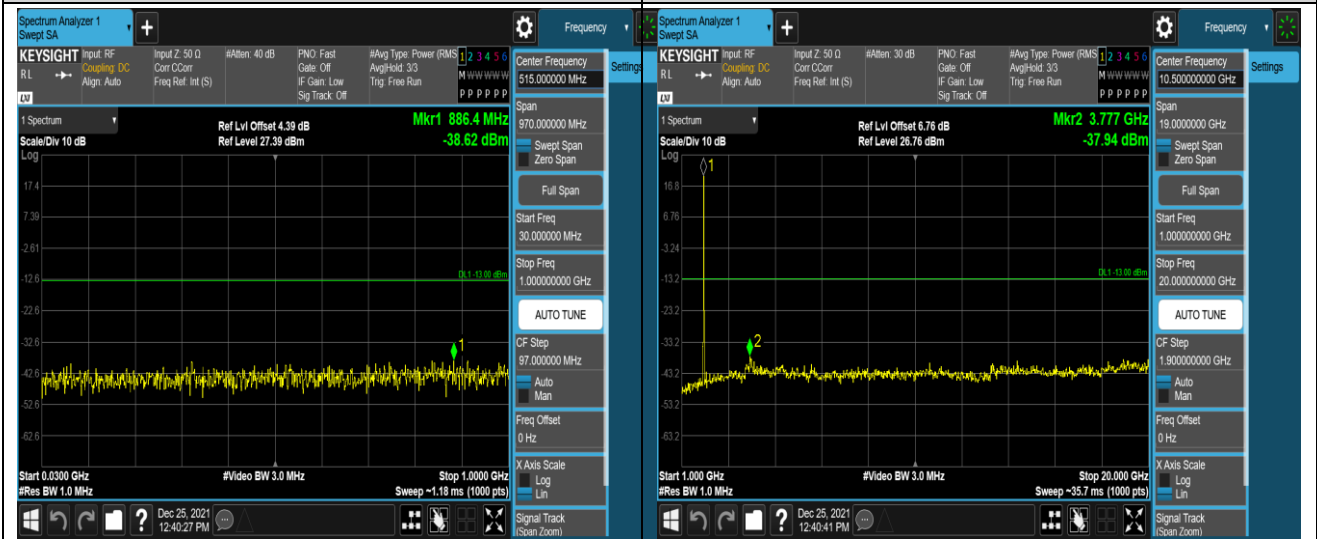 Spectrum Analyzer 1
Swept SA
+
Frequency
KEYSIGHT
RL
LXI
Input: RF
Coupling: DC
Align: Auto
Input Z: 50 Ω
Corr CCorr
Freq Ref: Int (S)
#Atten: 40 dB
PNO: Fast
Gate: Off
IF Gain: Low
Sig Track: Off
#Avg Type: Power (RMS
Avg|Hold: 3/3
Trig: Free Run
1 2 3 4 5 6
M W W W W W
P P P P P P
Center Frequency
515.000000 MHz
Settings
Span
970.000000 MHz
Swept Span
Zero Span
Full Span
Start Freq
30.000000 MHz
Stop Freq
1.000000000 GHz
AUTO TUNE
CF Step
97.000000 MHz
Auto
Man
Freq Offset
0 Hz
X Axis Scale
Log
Lin
Signal Track
(Span Zoom)
1 Spectrum
Scale/Div 10 dB
Log
Ref Lvl Offset 4.39 dB
Ref Level 27.39 dBm
Mkr1 886.4 MHz
-38.62 dBm
17.4
7.39
-2.61
DL1 -13.00 dBm
-12.6
-22.6
-32.6
1
-42.6
-52.6
-62.6
Start 0.0300 GHz
#Res BW 1.0 MHz
#Video BW 3.0 MHz
Stop 1.0000 GHz
Sweep ~1.18 ms (1000 pts)
?
Dec 25, 2021
12:40:27 PM
Spectrum Analyzer 1
Swept SA
+
Frequency
KEYSIGHT
RL
LXI
Input: RF
Coupling: DC
Align: Auto
Input Z: 50 Ω
Corr CCorr
Freq Ref: Int (S)
#Atten: 30 dB
PNO: Fast
Gate: Off
IF Gain: Low
Sig Track: Off
#Avg Type: Power (RMS
Avg|Hold: 3/3
Trig: Free Run
1 2 3 4 5 6
M W W W W W
P P P P P P
Center Frequency
10.500000000 GHz
Settings
Span
19.0000000 GHz
Swept Span
Zero Span
Full Span
Start Freq
1.000000000 GHz
Stop Freq
20.000000000 GHz
AUTO TUNE
CF Step
1.900000000 GHz
Auto
Man
Freq Offset
0 Hz
X Axis Scale
Log
Lin
Signal Track
(Span Zoom)
1 Spectrum
Scale/Div 10 dB
Log
Ref Lvl Offset 6.76 dB
Ref Level 26.76 dBm
Mkr2 3.777 GHz
-37.94 dBm
1
16.8
6.76
-3.24
DL1 -13.00 dBm
-13.2
-23.2
-33.2
2
-43.2
-53.2
-63.2
Start 1.000 GHz
#Res BW 1.0 MHz
#Video BW 3.0 MHz
Stop 20.000 GHz
Sweep ~35.7 ms (1000 pts)
?
Dec 25, 2021
12:40:41 PM